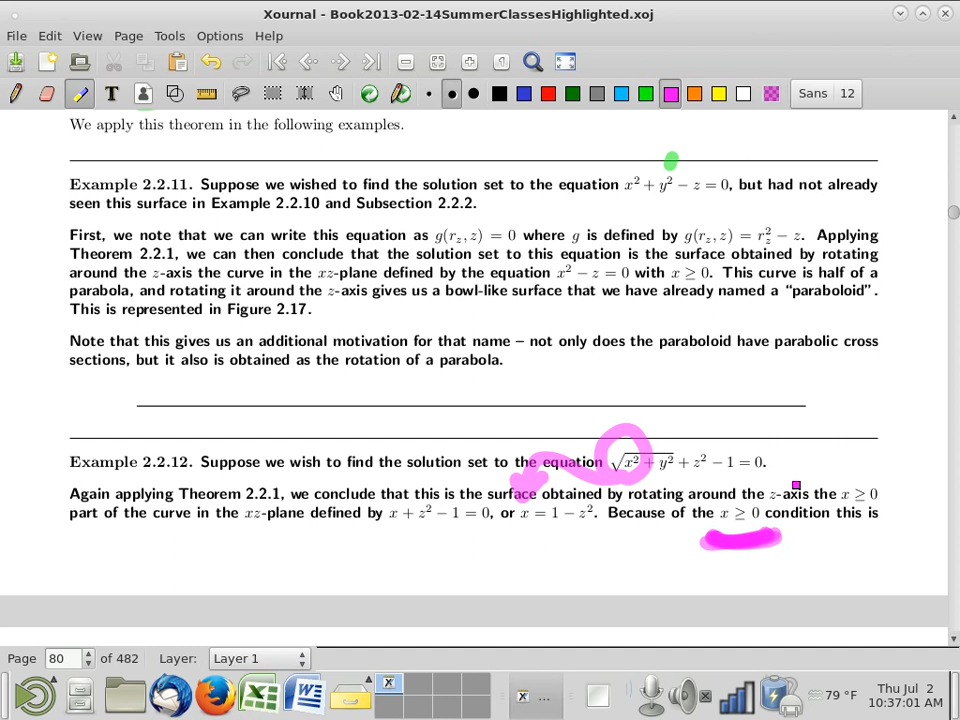 Xournal - Book2013-02-14SummerClassesHighlighted.xoj
File Edit View Page Tools Options Help
Sans 12
We apply this theorem in the following examples.
Example 2.2.11. Suppose we wished to find the solution set to the equation x² + y² − z = 0, but had not already
seen this surface in Example 2.2.10 and Subsection 2.2.2.
First, we note that we can write this equation as g(r_z, z) = 0 where g is defined by g(r_z, z) = r_z² − z. Applying
Theorem 2.2.1, we can then conclude that the solution set to this equation is the surface obtained by rotating
around the z-axis the curve in the xz-plane defined by the equation x² − z = 0 with x ≥ 0. This curve is half of a
parabola, and rotating it around the z-axis gives us a bowl-like surface that we have already named a “paraboloid”.
This is represented in Figure 2.17.
Note that this gives us an additional motivation for that name – not only does the paraboloid have parabolic cross
sections, but it also is obtained as the rotation of a parabola.
Example 2.2.12. Suppose we wish to find the solution set to the equation √(x² + y²) + z² − 1 = 0.
Again applying Theorem 2.2.1, we conclude that this is the surface obtained by rotating around the z-axis the x ≥ 0
part of the curve in the xz-plane defined by x + z² − 1 = 0, or x = 1 − z². Because of the x ≥ 0 condition this is
Page 80 of 482 Layer: Layer 1
... 79 °F Thu Jul 2
10:37:01 AM